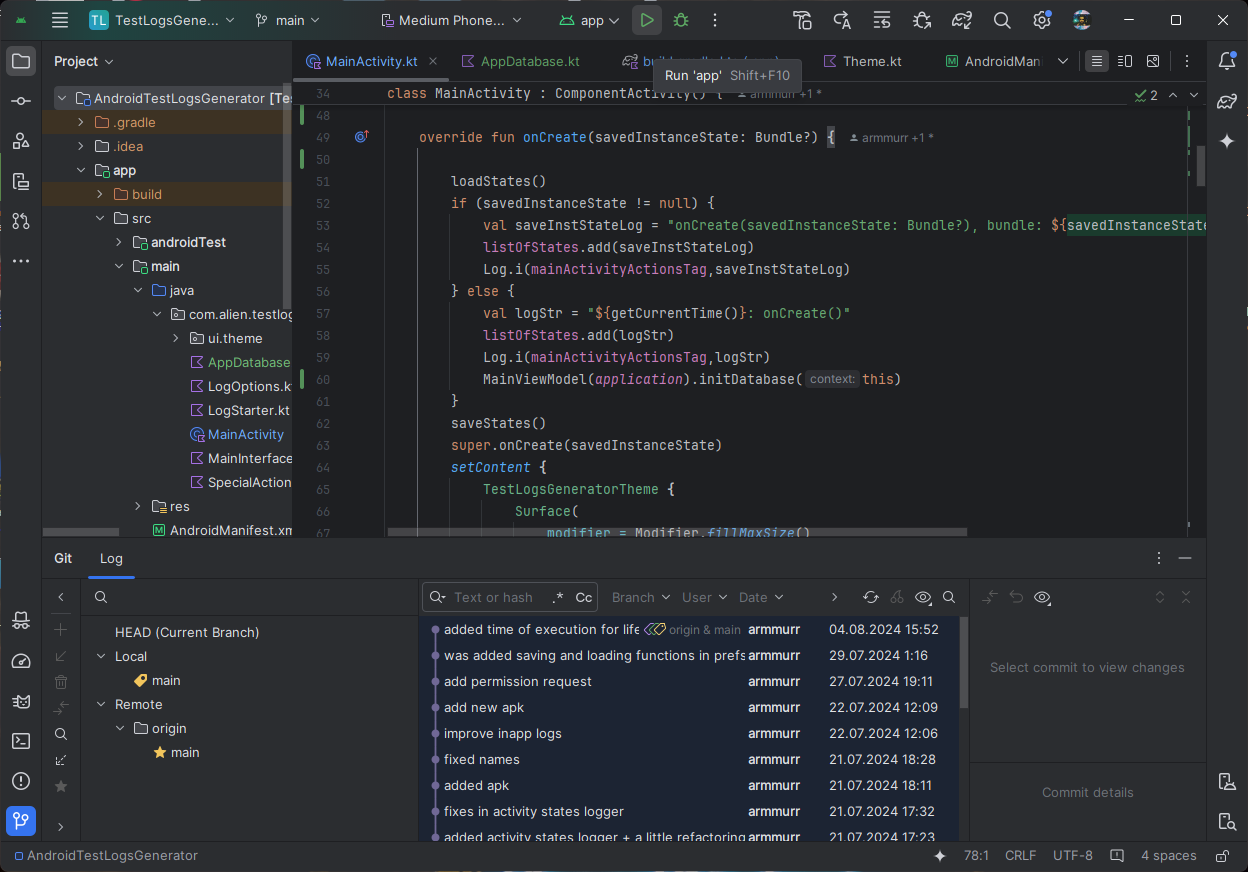 TL TestLogsGene... main Medium Phone... app
Project
MainActivity.kt AppDatabase.kt Theme.kt AndroidMani
Run 'app' Shift+F10
AndroidTestLogsGenerator [Tes
.gradle
.idea
app
build
src
androidTest
main
java
com.alien.testlog
ui.theme
AppDatabase
LogOptions.kt
LogStarter.kt
MainActivity
MainInterface
SpecialAction
res
AndroidManifest.xm
34 class MainActivity : ComponentActivity() { armmurr +1 *
2
48
49 override fun onCreate(savedInstanceState: Bundle?) { armmurr +1 *
50
51 loadStates()
52 if (savedInstanceState != null) {
53 val saveInstStateLog = "onCreate(savedInstanceState: Bundle?), bundle: ${savedInstanceState
54 listOfStates.add(saveInstStateLog)
55 Log.i(mainActivityActionsTag,saveInstStateLog)
56 } else {
57 val logStr = "${getCurrentTime()}: onCreate()"
58 listOfStates.add(logStr)
59 Log.i(mainActivityActionsTag,logStr)
60 MainViewModel(application).initDatabase( context: this)
61 }
62 saveStates()
63 super.onCreate(savedInstanceState)
64 setContent {
65 TestLogsGeneratorTheme {
66 Surface(
67 modifier = Modifier.fillMaxSize()
Git Log
HEAD (Current Branch)
Local
main
Remote
origin
main
Text or hash .* Cc Branch User Date
added time of execution for life origin & main armmurr 04.08.2024 15:52
was added saving and loading functions in prefs armmurr 29.07.2024 1:16
add permission request armmurr 27.07.2024 19:11
add new apk armmurr 22.07.2024 12:09
improve inapp logs armmurr 22.07.2024 12:06
fixed names armmurr 21.07.2024 18:28
added apk armmurr 21.07.2024 18:11
fixes in activity states logger armmurr 21.07.2024 17:32
added activity states logger + a little refactoring armmurr 21.07.2024 17:23
Select commit to view changes
Commit details
AndroidTestLogsGenerator 78:1 CRLF UTF-8 4 spaces